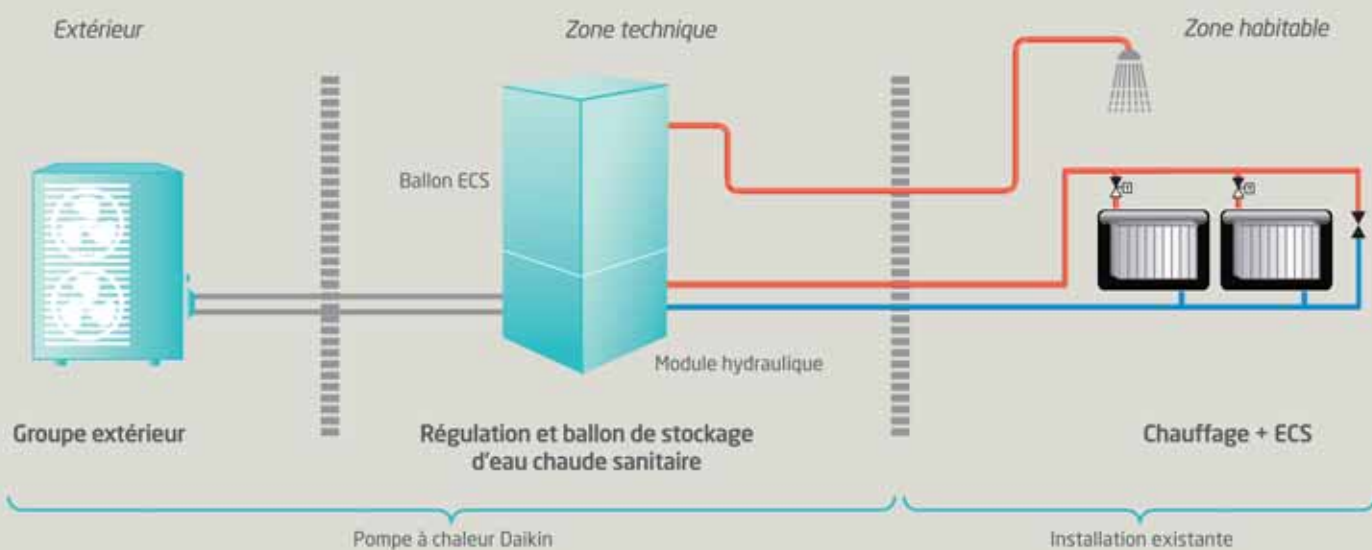 Extérieur
Zone technique
Zone habitable
Ballon ECS
Module hydraulique
Groupe extérieur
Régulation et ballon de stockage
d'eau chaude sanitaire
Chauffage + ECS
Pompe à chaleur Daikin
Installation existante